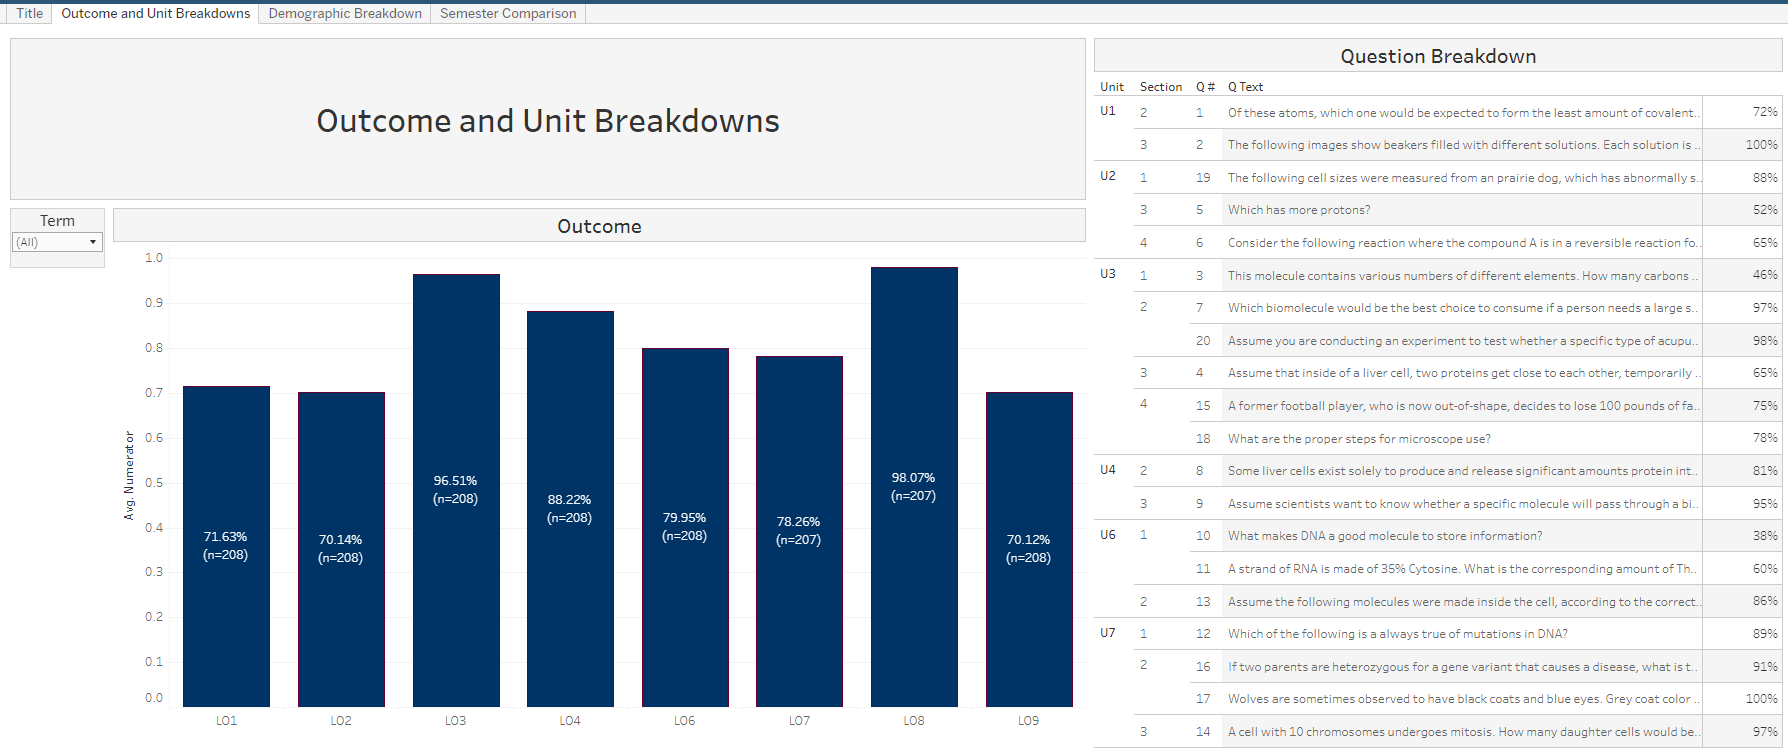 Title Outcome and Unit Breakdowns Demographic Breakdown Semester Comparison
Outcome and Unit Breakdowns
Term
(All)
Outcome
Avg. Numerator
1.0
0.9
0.8
0.7
0.6
0.5
0.4
0.3
0.2
0.1
0.0
71.63%
(n=208)
70.14%
(n=208)
96.51%
(n=208)
88.22%
(n=208)
79.95%
(n=208)
78.26%
(n=207)
98.07%
(n=207)
70.12%
(n=208)
LO1 LO2 LO3 LO4 LO6 LO7 LO8 LO9
Question Breakdown
Unit Section Q # Q Text
U1 2 1 Of these atoms, which one would be expected to form the least amount of covalent.. 72%
3 2 The following images show beakers filled with different solutions. Each solution is .. 100%
U2 1 19 The following cell sizes were measured from an prairie dog, which has abnormally s.. 88%
3 5 Which has more protons? 52%
4 6 Consider the following reaction where the compound A is in a reversible reaction fo.. 65%
U3 1 3 This molecule contains various numbers of different elements. How many carbons .. 46%
2 7 Which biomolecule would be the best choice to consume if a person needs a large s.. 97%
20 Assume you are conducting an experiment to test whether a specific type of acupu.. 98%
3 4 Assume that inside of a liver cell, two proteins get close to each other, temporarily .. 65%
4 15 A former football player, who is now out-of-shape, decides to lose 100 pounds of fa.. 75%
18 What are the proper steps for microscope use? 78%
U4 2 8 Some liver cells exist solely to produce and release significant amounts protein int.. 81%
3 9 Assume scientists want to know whether a specific molecule will pass through a bi.. 95%
U6 1 10 What makes DNA a good molecule to store information? 38%
11 A strand of RNA is made of 35% Cytosine. What is the corresponding amount of Th.. 60%
2 13 Assume the following molecules were made inside the cell, according to the correct.. 86%
U7 1 12 Which of the following is a always true of mutations in DNA? 89%
2 16 If two parents are heterozygous for a gene variant that causes a disease, what is t.. 91%
17 Wolves are sometimes observed to have black coats and blue eyes. Grey coat color .. 100%
3 14 A cell with 10 chromosomes undergoes mitosis. How many daughter cells would be.. 97%